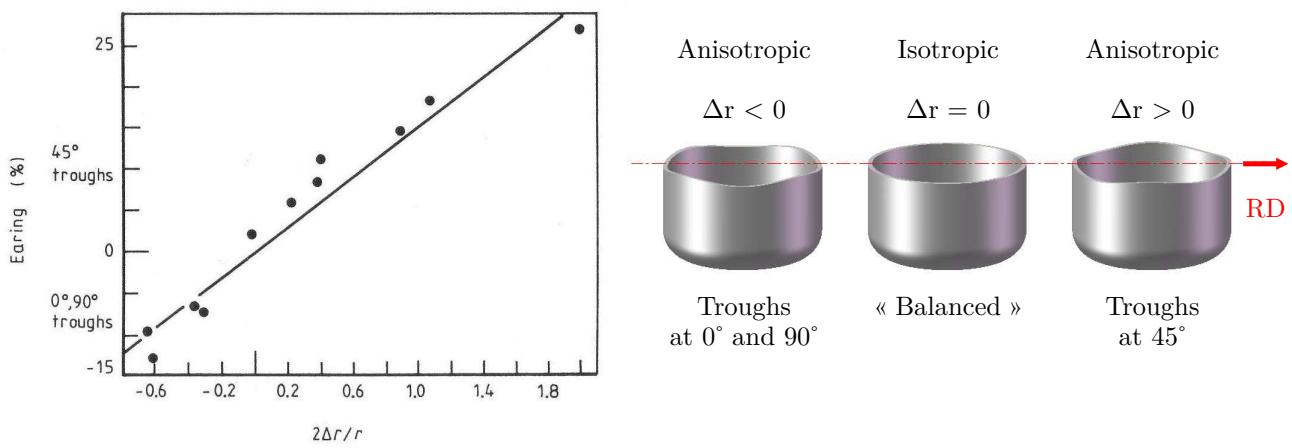 25
45°
troughs
Earing (%)
0
0°,90°
troughs
-15
-0.6
-0.2
0.2
0.6
1.0
1.4
1.8
2Δr/r
Anisotropic
Isotropic
Anisotropic
Δr < 0
Δr = 0
Δr > 0
RD
Troughs
at 0° and 90°
« Balanced »
Troughs
at 45°